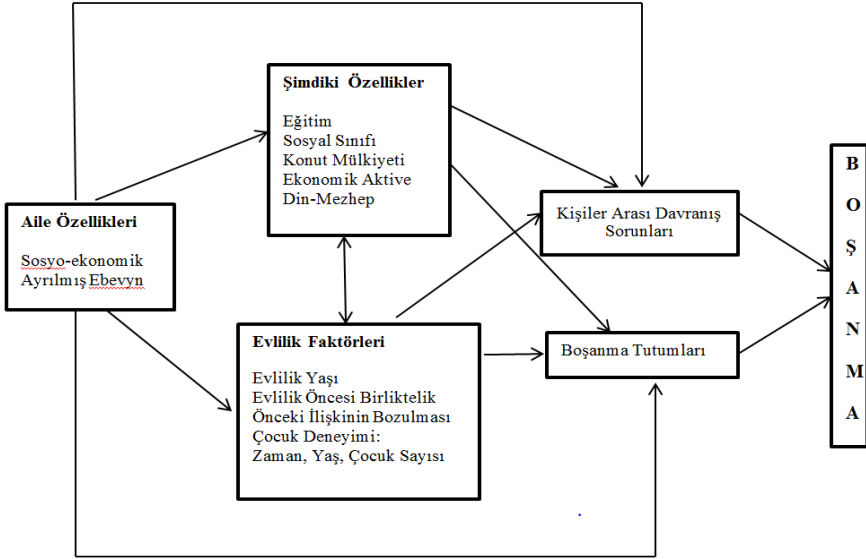 Aile Özellikleri
Sosyo-ekonomik
Ayrılmış Ebevyn
Şimdiki Özellikler
Eğitim
Sosyal Sınıfı
Konut Mülkiyeti
Ekonomik Aktive
Din-Mezhep
Evlilik Faktörleri
Evlilik Yaşı
Evlilik Öncesi Birliktelik
Önceki İlişkinin Bozulması
Çocuk Deneyimi:
Zaman, Yaş, Çocuk Sayısı
Kişiler Arası Davranış
Sorunları
Boşanma Tutumları
B
O
Ş
A
N
M
A